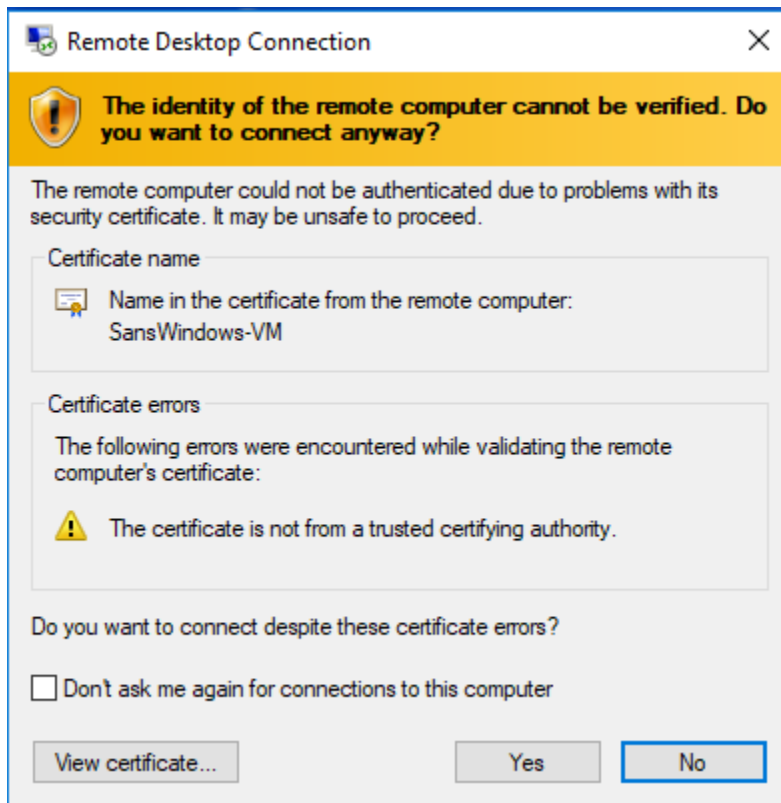 Remote Desktop Connection
The identity of the remote computer cannot be verified. Do
you want to connect anyway?
The remote computer could not be authenticated due to problems with its
security certificate. It may be unsafe to proceed.
Certificate name
Name in the certificate from the remote computer:
SansWindows-VM
Certificate errors
The following errors were encountered while validating the remote
computer's certificate:
The certificate is not from a trusted certifying authority.
Do you want to connect despite these certificate errors?
Don't ask me again for connections to this computer
View certificate... Yes No